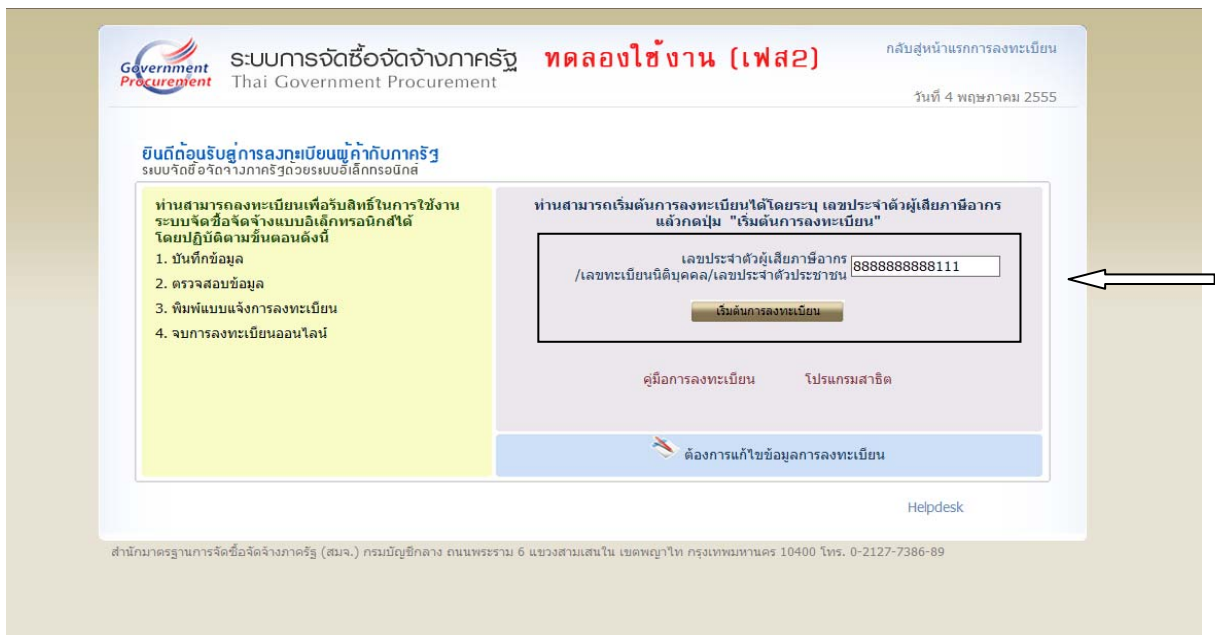 Government
Procurement
ระบบการจัดซื้อจัดจ้างภาครัฐ
Thai Government Procurement
ทดลองใช้งาน (เฟส2)
กลับสู่หน้าแรกการลงทะเบียน
วันที่ 4 พฤษภาคม 2555
ยินดีต้อนรับสู่การลงทะเบียนผู้ค้ากับภาครัฐ
ระบบจัดซื้อจัดจ้างภาครัฐด้วยระบบอิเล็กทรอนิกส์
ท่านสามารถลงทะเบียนเพื่อรับสิทธิ์ในการใช้งาน
ระบบจัดซื้อจัดจ้างแบบอิเล็กทรอนิกส์ได้
โดยปฏิบัติตามขั้นตอนดังนี้
1. บันทึกข้อมูล
2. ตรวจสอบข้อมูล
3. พิมพ์แบบแจ้งการลงทะเบียน
4. จบการลงทะเบียนออนไลน์
ท่านสามารถเริ่มต้นการลงทะเบียนได้โดยระบุ เลขประจำตัวผู้เสียภาษีอากร
แล้วกดปุ่ม "เริ่มต้นการลงทะเบียน"
เลขประจำตัวผู้เสียภาษีอากร
/เลขทะเบียนนิติบุคคล/เลขประจำตัวประชาชน 8888888888111
เริ่มต้นการลงทะเบียน
คู่มือการลงทะเบียน โปรแกรมสาธิต
ต้องการแก้ไขข้อมูลการลงทะเบียน
Helpdesk
สำนักมาตรฐานการจัดซื้อจัดจ้างภาครัฐ (สมจ.) กรมบัญชีกลาง ถนนพระราม 6 แขวงสามเสนใน เขตพญาไท กรุงเทพมหานคร 10400 โทร. 0-2127-7386-89